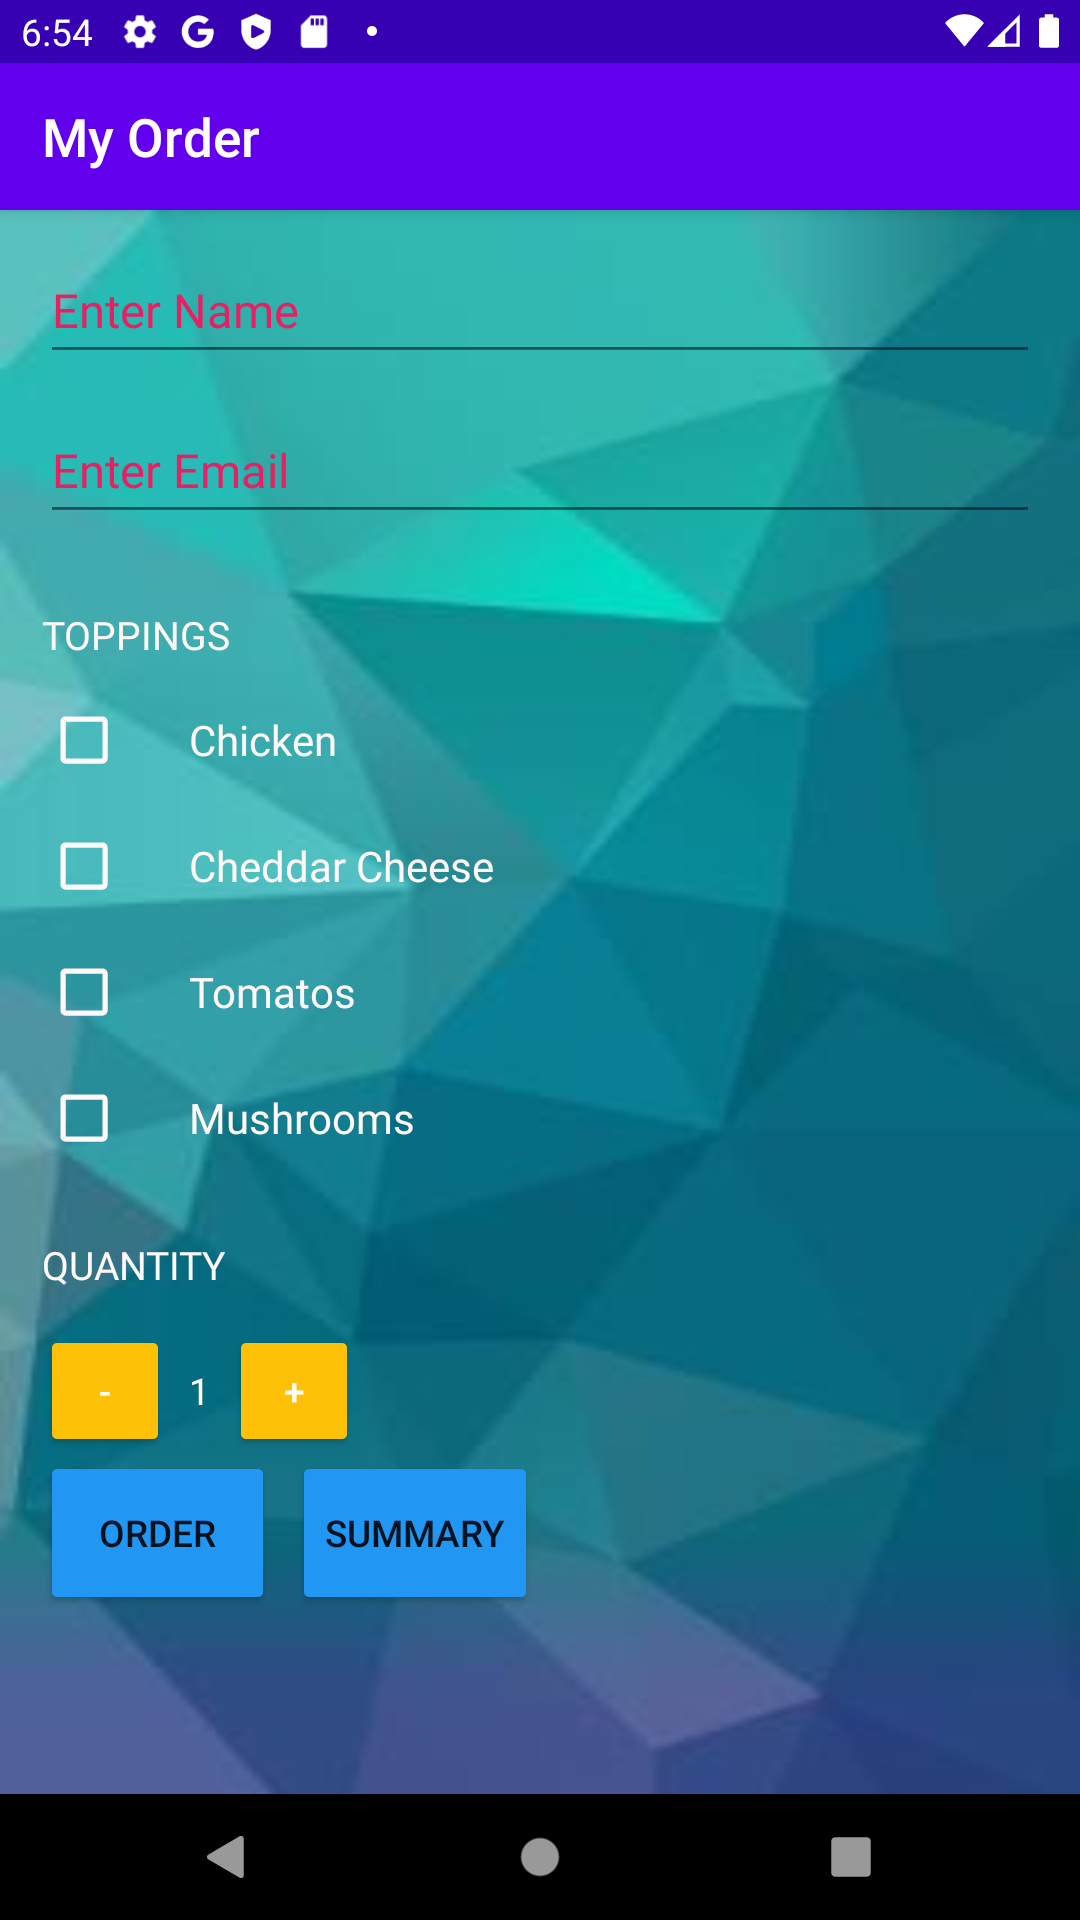 6:54
My Order
Enter Name
Enter Email
TOPPINGS
Chicken
Cheddar Cheese
Tomatos
Mushrooms
QUANTITY
- 1 +
ORDER SUMMARY